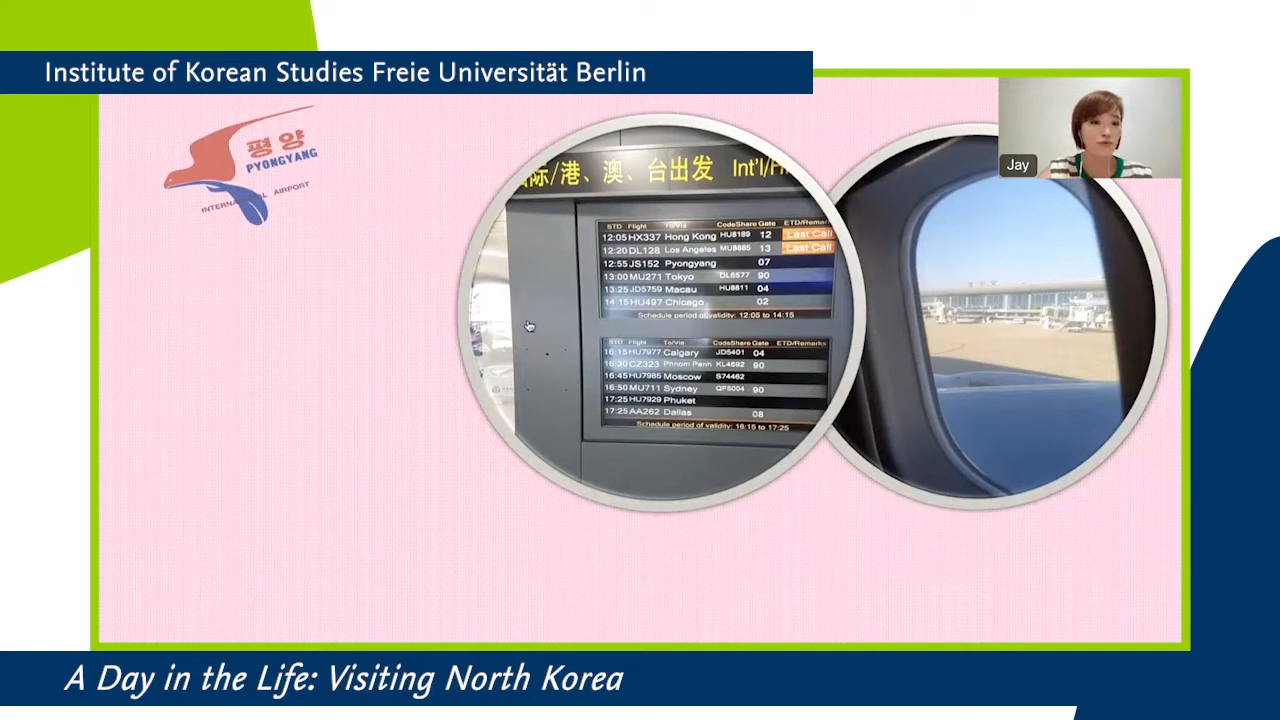 Institute of Korean Studies Freie Universität Berlin
평양
PYONGYANG
INTERNATIONAL AIRPORT
际/港、澳、台出发 Int'l/
STD Flight To/Via CodeShare Gate ETD/Remark
12:05 HX337 Hong Kong HU8189 12 Last Call
12:20 DL128 Los Angeles MU8885 13 Last Call
12:55 JS152 Pyongyang 07
13:00 MU271 Tokyo DL6577 90
13:25 JD5759 Macau HU8811 04
14:15 HU497 Chicago 02
Schedule period of validity: 12:05 to 14:15
STD Flight To/Via CodeShare Gate ETD/Remarks
16:15 HU7977 Calgary JD5401 04
16:30 CZ323 Phnom Penh KL4692 90
16:45 HU7985 Moscow S74462
16:50 MU711 Sydney QF5004 90
17:25 HU7929 Phuket
17:25 AA262 Dallas 08
Schedule period of validity: 16:15 to 17:25
Jay
A Day in the Life: Visiting North Korea